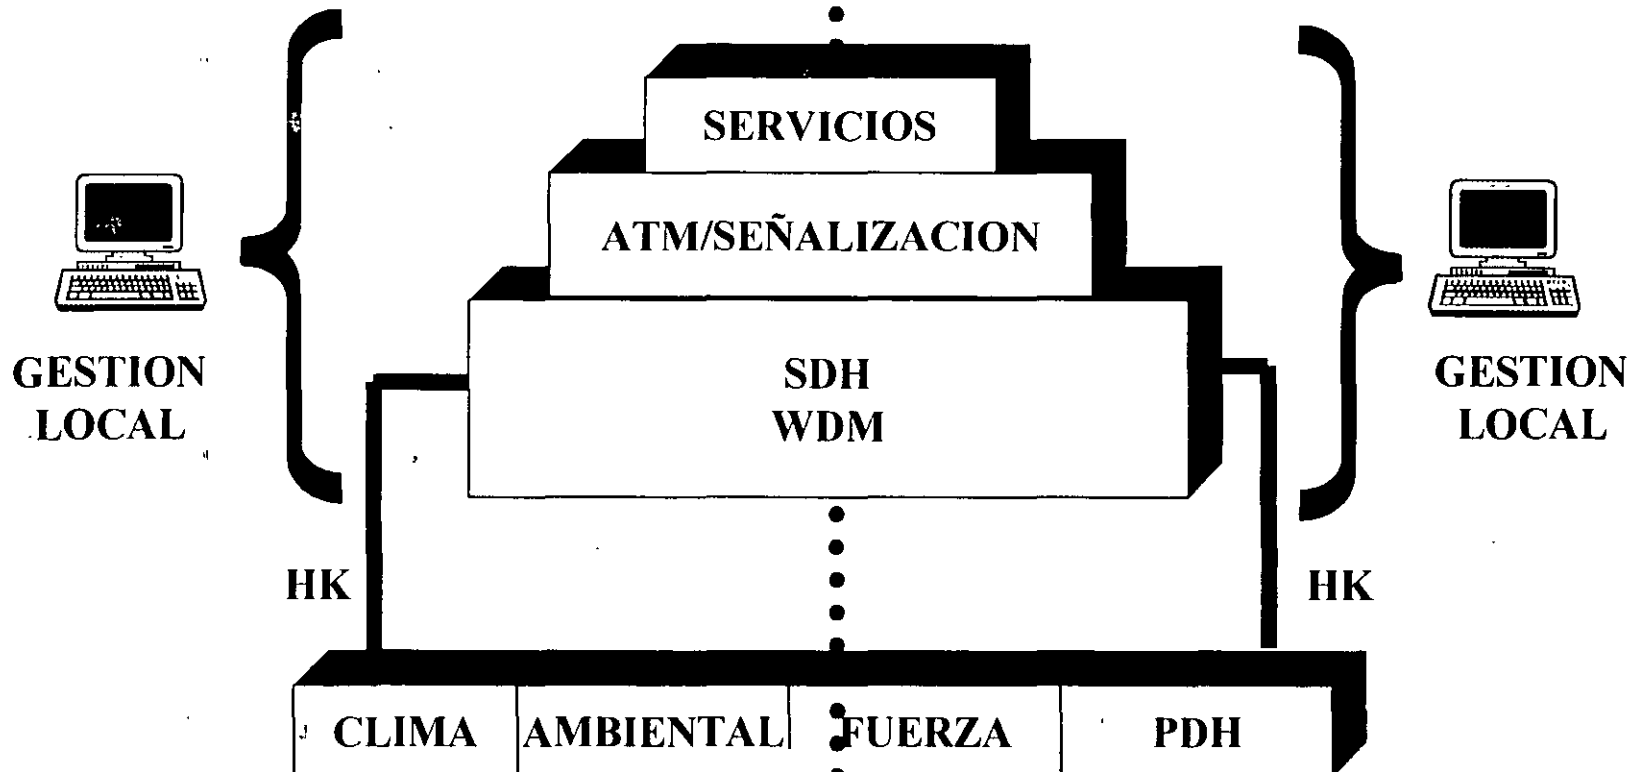 SERVICIOS
ATM/SEÑALIZACION
SDH
WDM
GESTION
LOCAL
GESTION
LOCAL
HK
HK
CLIMA
AMBIENTAL
FUERZA
PDH